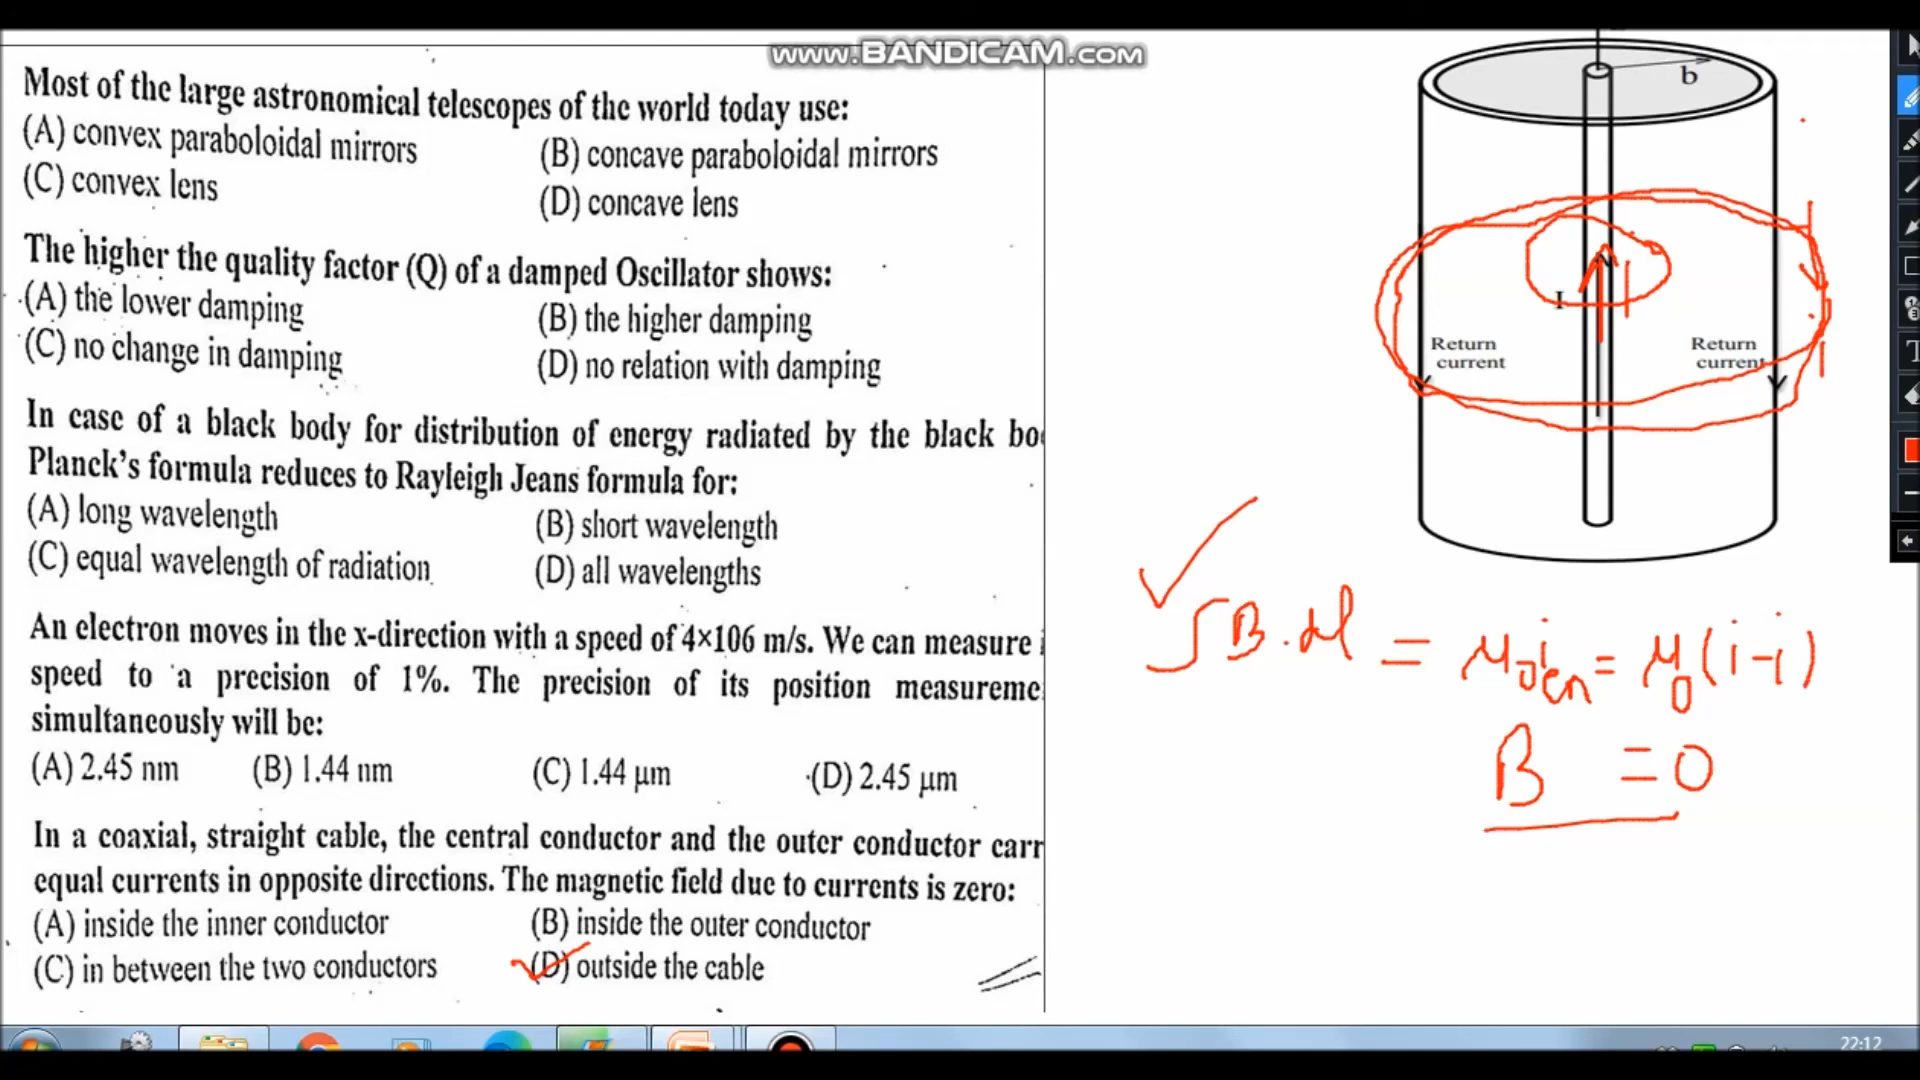 www.BANDICAM.com
Most of the large astronomical telescopes of the world today use:
(A) convex paraboloidal mirrors (B) concave paraboloidal mirrors
(C) convex lens (D) concave lens
The higher the quality factor (Q) of a damped Oscillator shows:
(A) the lower damping (B) the higher damping
(C) no change in damping (D) no relation with damping
In case of a black body for distribution of energy radiated by the black
Planck's formula reduces to Rayleigh Jeans formula for:
(A) long wavelength (B) short wavelength
(C) equal wavelength of radiation (D) all wavelengths
An electron moves in the x-direction with a speed of 4×106 m/s. We can measure
speed to a precision of 1%. The precision of its position
simultaneously will be:
(A) 2.45 nm (B) 1.44 nm (C) 1.44 μm (D) 2.45 μm
In a coaxial, straight cable, the central conductor and the outer conductor
equal currents in opposite directions. The magnetic field due to currents is zero:
(A) inside the inner conductor (B) inside the outer conductor
(C) in between the two conductors (D) outside the cable
b
I
Return current
Return current
∫B.dl = μ₀i en = μ₀(i-i)
B = 0
22:12